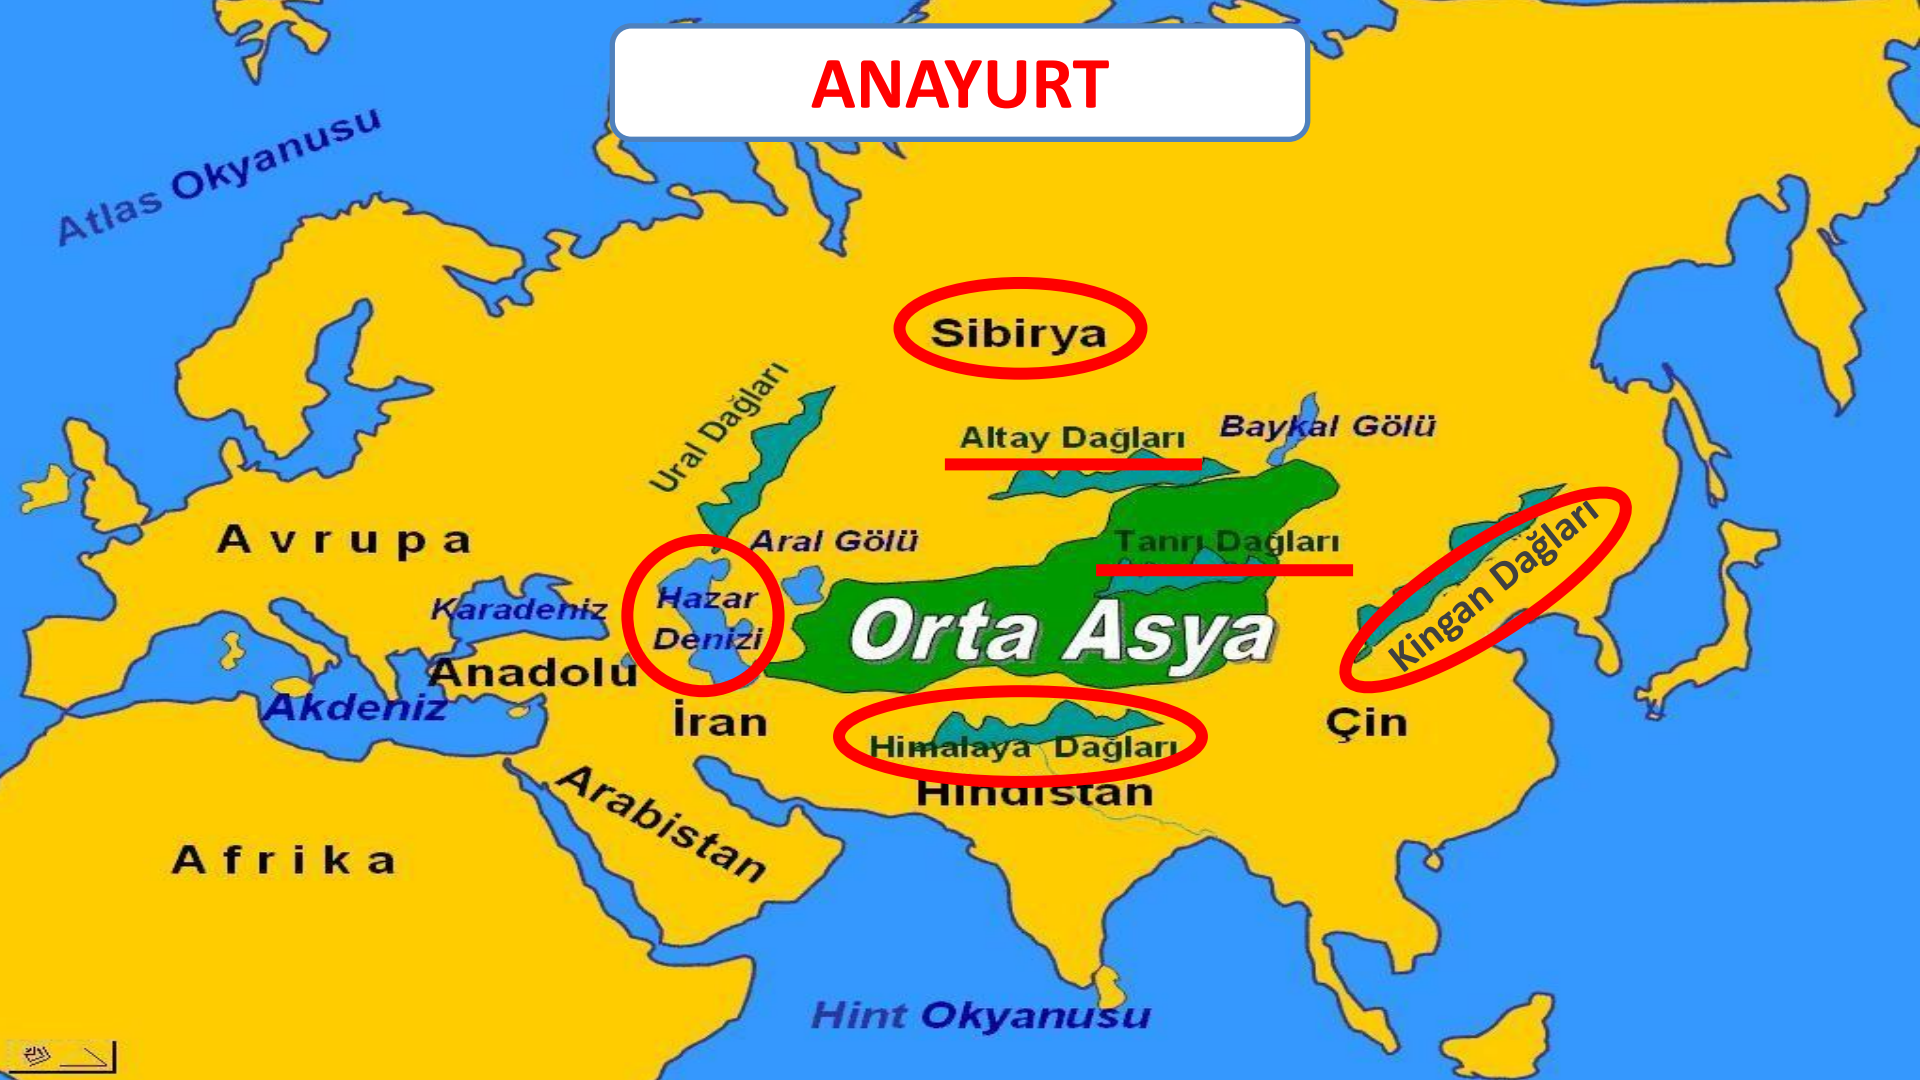 ANAYURT
Atlas Okyanusu
Sibirya
Ural Dağları
Altay Dağları
Baykal Gölü
Avrupa
Aral Gölü
Tanrı Dağları
Kingan Dağları
Karadeniz
Hazar
Denizi
Orta Asya
Anadolu
Akdeniz
İran
Himalaya Dağları
Çin
Hindistan
Arabistan
Afrika
Hint Okyanusu